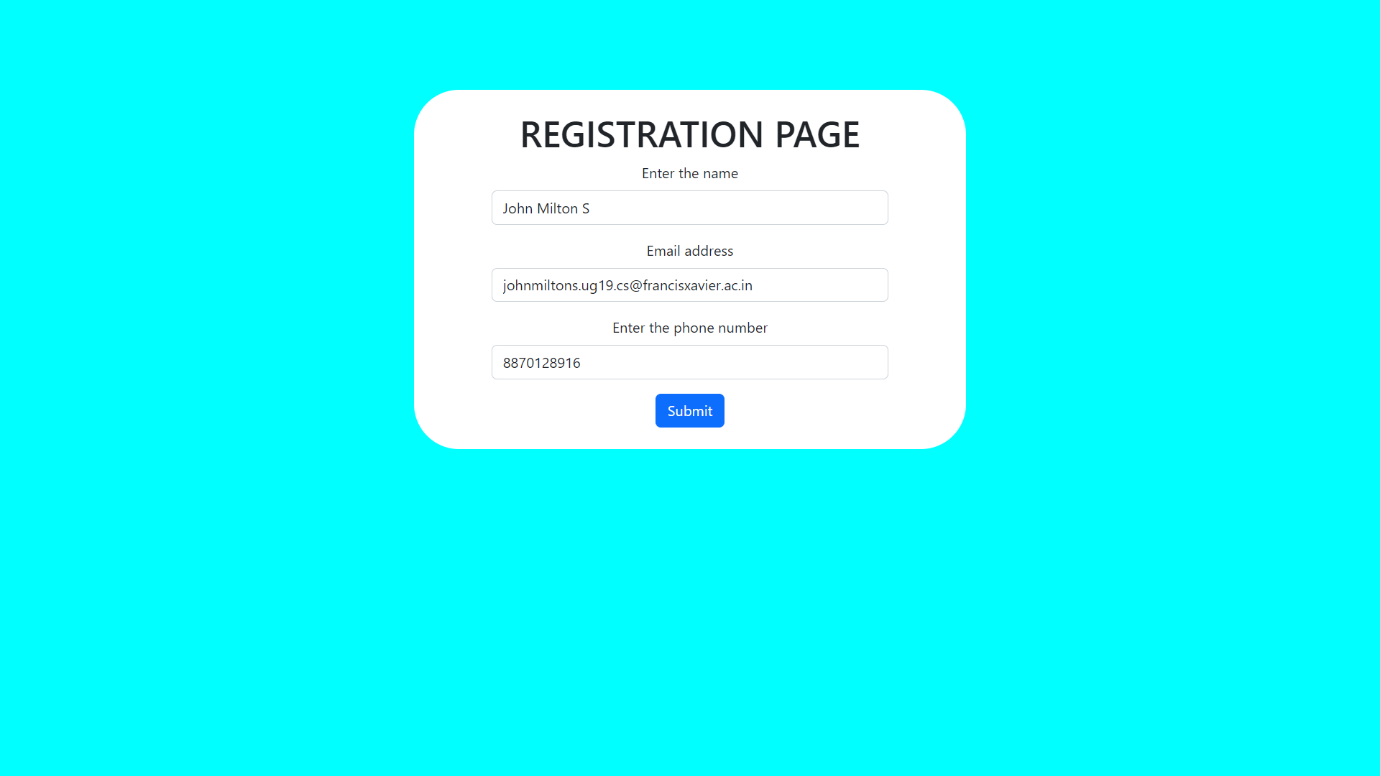 REGISTRATION PAGE
Enter the name
John Milton S
Email address
johnmiltons.ug19.cs@francisxavier.ac.in
Enter the phone number
8870128916
Submit